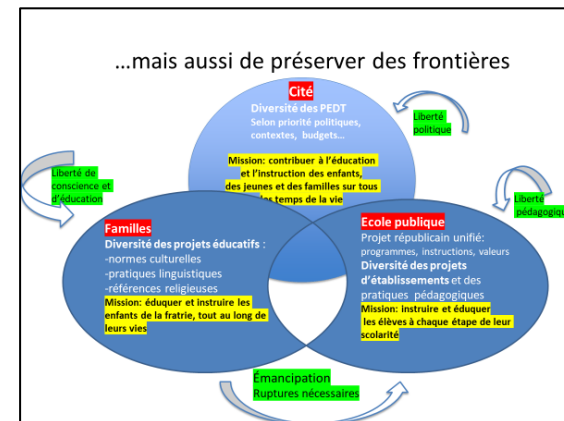 …mais aussi de préserver des frontières
Cité
Diversité des PEDT
Selon priorité politiques,
contextes, budgets…
Mission: contribuer à l'éducation
et l'instruction des enfants,
des jeunes et des familles sur tous
les temps de la vie
Liberté
politique
Liberté de
conscience et
d'éducation
Liberté
pédagogique
Familles
Diversité des projets éducatifs :
-normes culturelles
-pratiques linguistiques
-références religieuses
Mission: éduquer et instruire les
enfants de la fratrie, tout au long de
leurs vies
Ecole publique
Projet républicain unifié:
programmes, instructions, valeurs
Diversité des projets
d'établissements et des
pratiques pédagogiques
Mission: instruire et éduquer
les élèves à chaque étape de leur
scolarité
Émancipation
Ruptures nécessaires